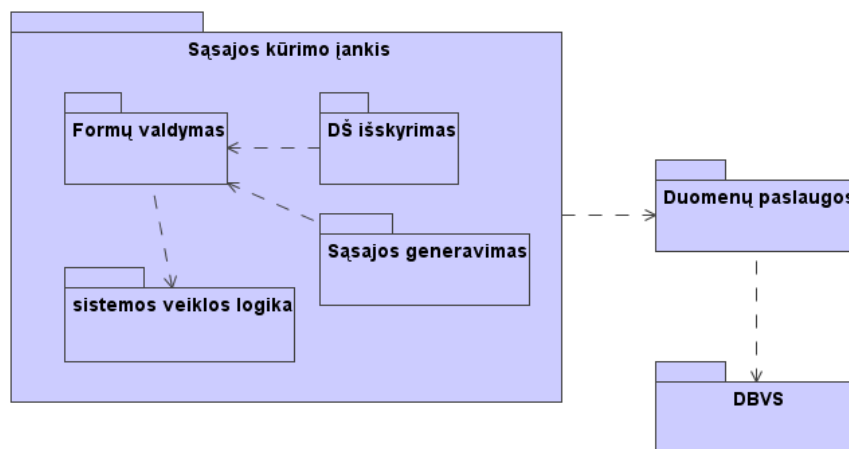 Sąsajos kūrimo įankis
Formų valdymas
DŠ išskyrimas
Duomenų paslaugos
Sąsajos generavimas
sistemos veiklos logika
DBVS